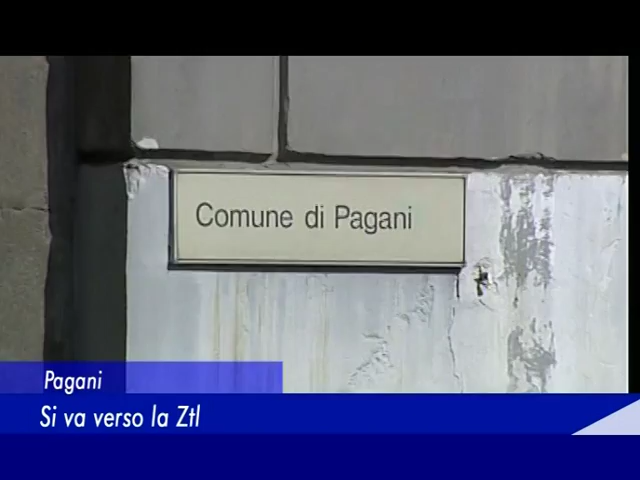 Comune di Pagani
Pagani
Si va verso la Ztl